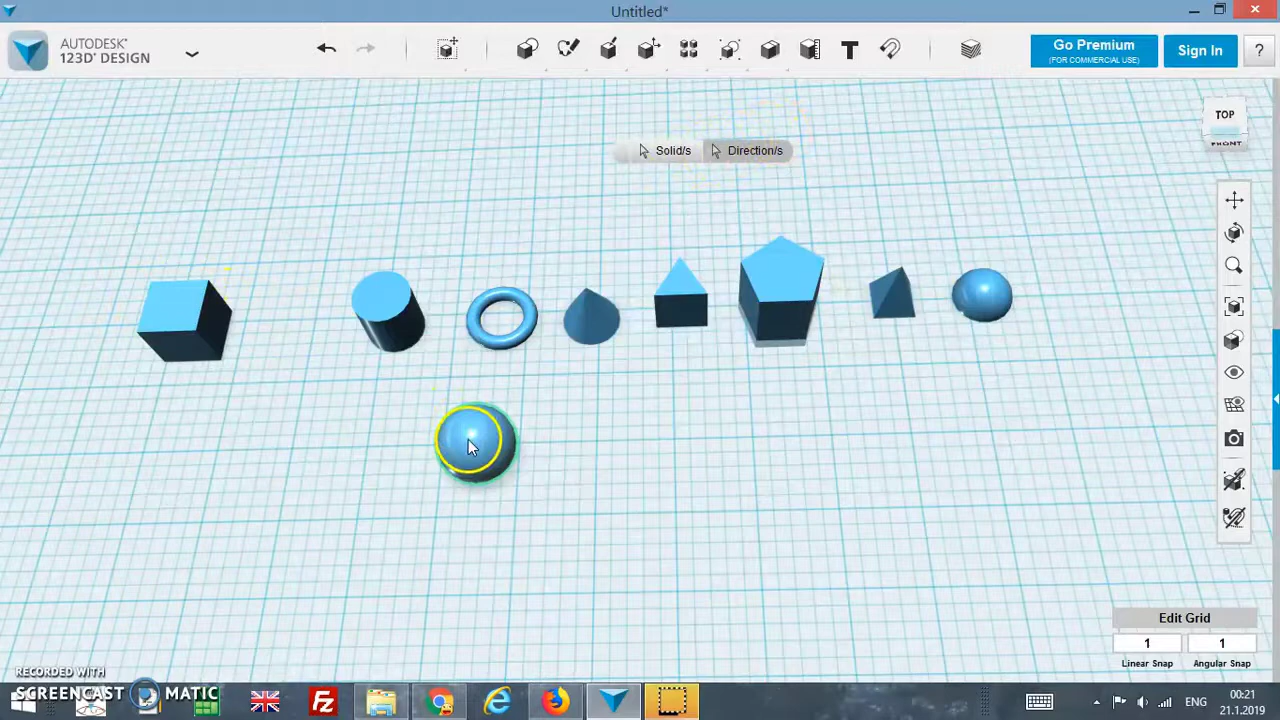 Untitled*
AUTODESK®
123D® DESIGN
Go Premium
(FOR COMMERCIAL USE)
Sign In
?
TOP
FRONT
Solid/s
Direction/s
Edit Grid
1
1
Linear Snap
Angular Snap
RECORDED WITH
SCREENCAST MATIC
ENG
00:21
21.1.2019